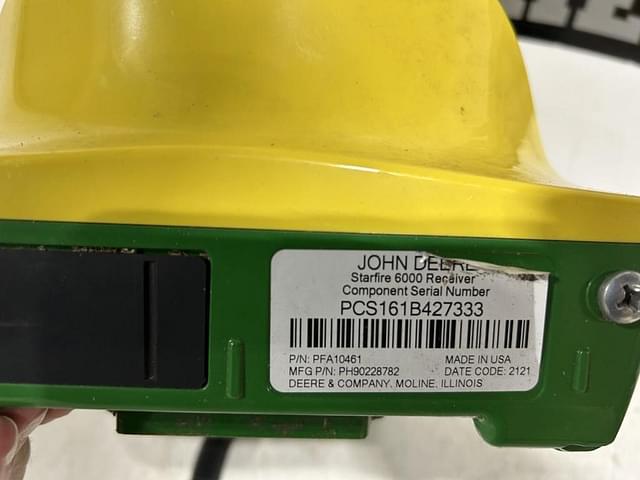 JOHN DEERE
Starfire 6000 Receiver
Component Serial Number
PCS161B427333
P/N: PFA10461 MADE IN USA
MFG P/N: PH90228782 DATE CODE: 2121
DEERE & COMPANY, MOLINE, ILLINOIS